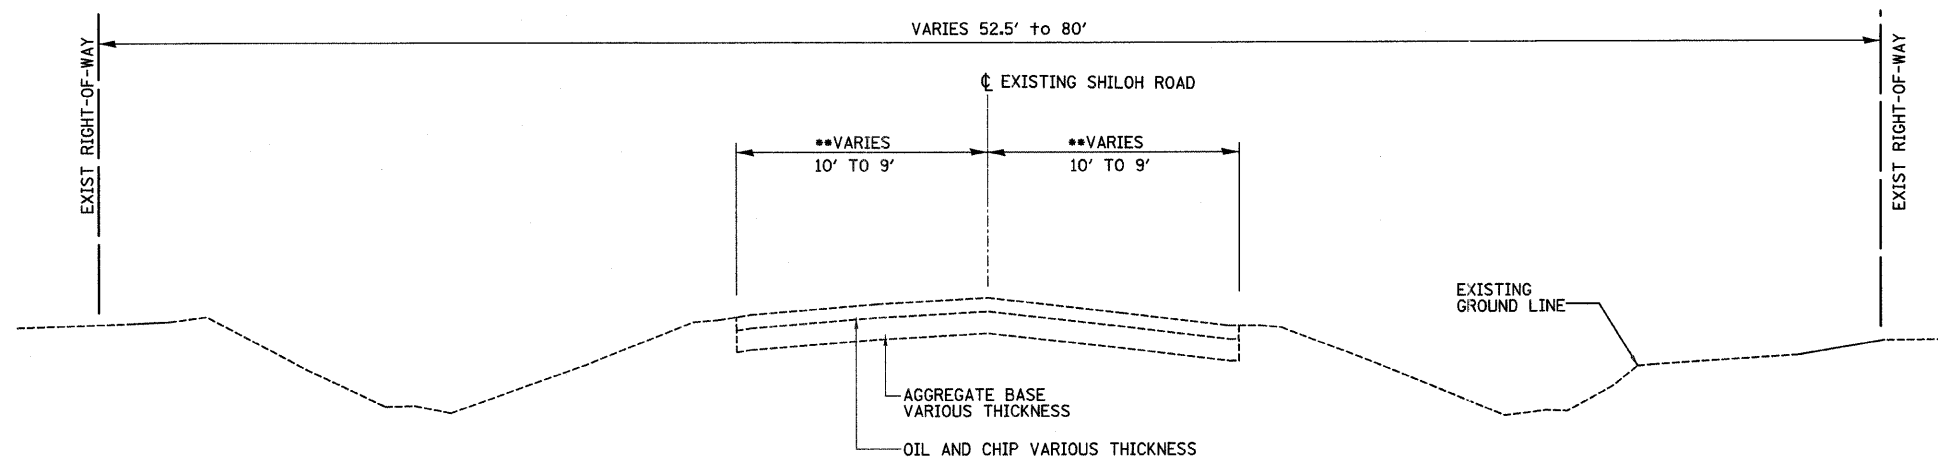 VARIES 52.5' to 80'
EXIST RIGHT-OF-WAY
EXIST RIGHT-OF-WAY
℄ EXISTING SHILOH ROAD
**VARIES
10' TO 9'
**VARIES
10' TO 9'
EXISTING
GROUND LINE
AGGREGATE BASE
VARIOUS THICKNESS
OIL AND CHIP VARIOUS THICKNESS